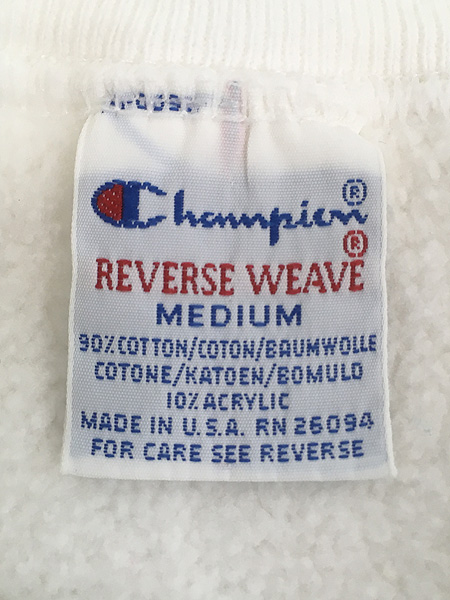 Champion®
REVERSE WEAVE®
MEDIUM
90% COTTON/COTON/BAUMWOLLE
COTONE/KATOEN/BOMULD
10% ACRYLIC
MADE IN U.S.A. RN 26094
FOR CARE SEE REVERSE